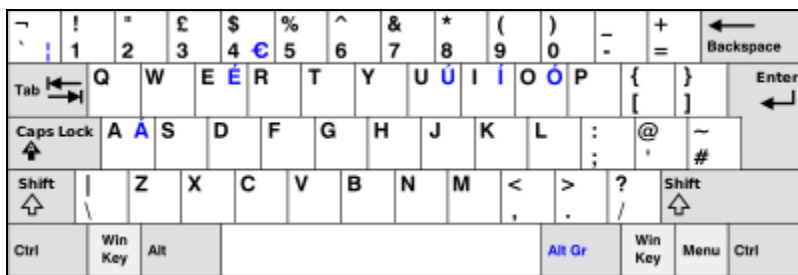 ¬ ! " £ $ % ^ & * ( ) _ +
` ¦ 1 2 3 4 € 5 6 7 8 9 0 - = Backspace
Tab Q W E É R T Y U Ú I Í O Ó P { [ } ] Enter
Caps Lock A Á S D F G H J K L : ; @ ' ~ #
Shift | \ Z X C V B N M < , > . ? / Shift
Ctrl Win Key Alt Alt Gr Win Key Menu Ctrl